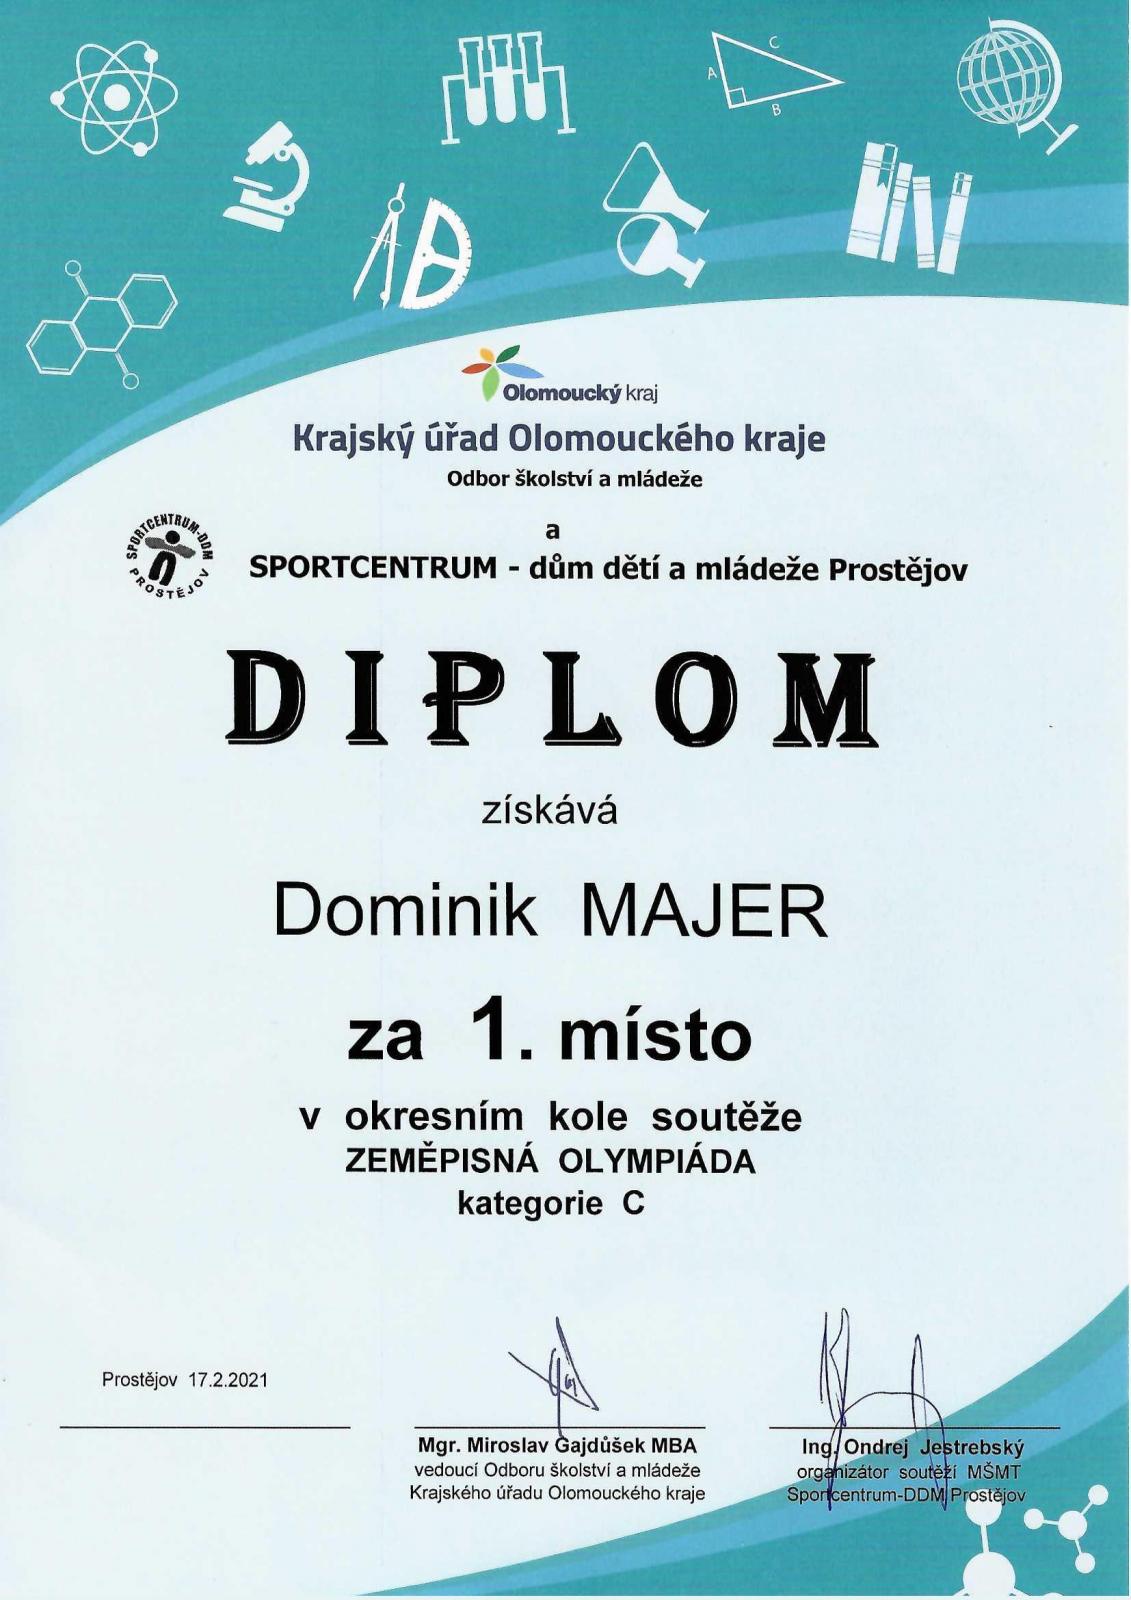 A
C
B
Olomoucký kraj
Krajský úřad Olomouckého kraje
Odbor školství a mládeže
a
SPORTCENTRUM-DDM
PROSTĚJOV
SPORTCENTRUM - dům dětí a mládeže Prostějov
DIPLOM
získává
Dominik MAJER
za 1. místo
v okresním kole soutěže
ZEMĚPISNÁ OLYMPIÁDA
kategorie C
Prostějov 17.2.2021
Mgr. Miroslav Gajdůšek MBA
vedoucí Odboru školství a mládeže
Krajského úřadu Olomouckého kraje
Ing. Ondrej Jestrebský
organizátor soutěží MŠMT
Sportcentrum-DDM Prostějov